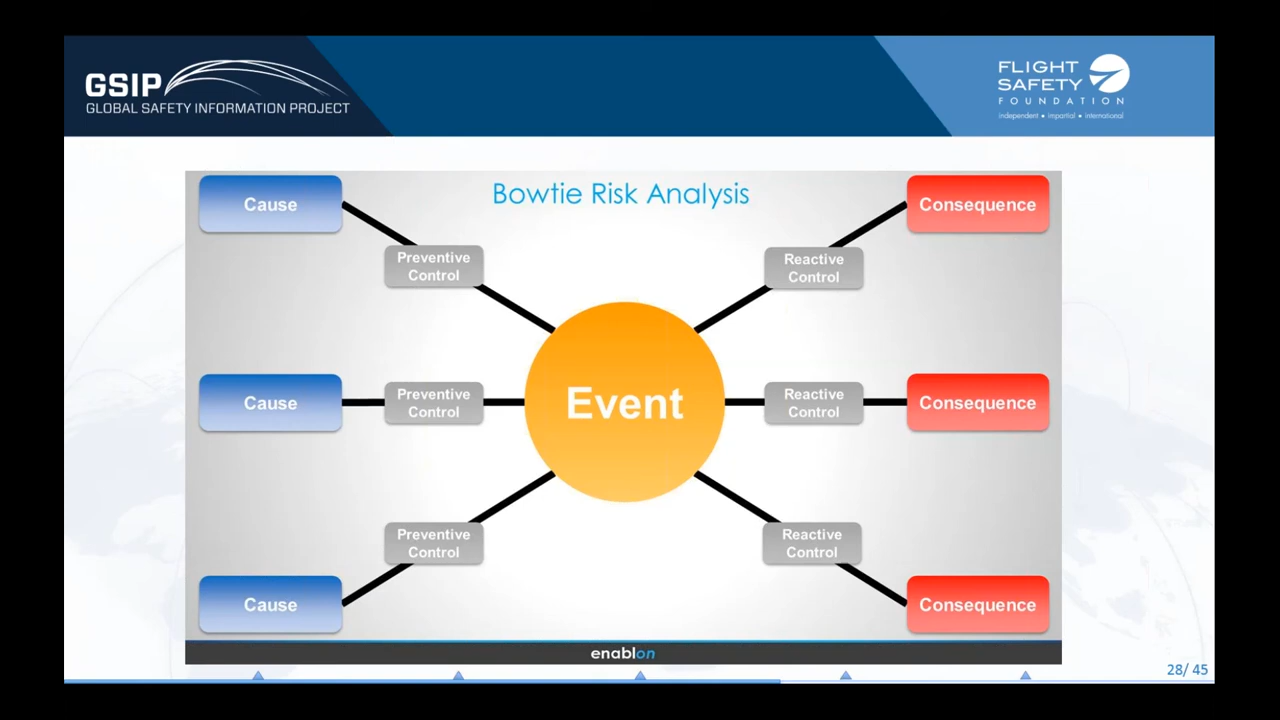 GSIP
GLOBAL SAFETY INFORMATION PROJECT
FLIGHT
SAFETY
FOUNDATION
independent • impartial • international
Bowtie Risk Analysis
Cause
Preventive
Control
Reactive
Control
Consequence
Cause
Preventive
Control
Event
Reactive
Control
Consequence
Cause
Preventive
Control
Reactive
Control
Consequence
enablon
28/ 45